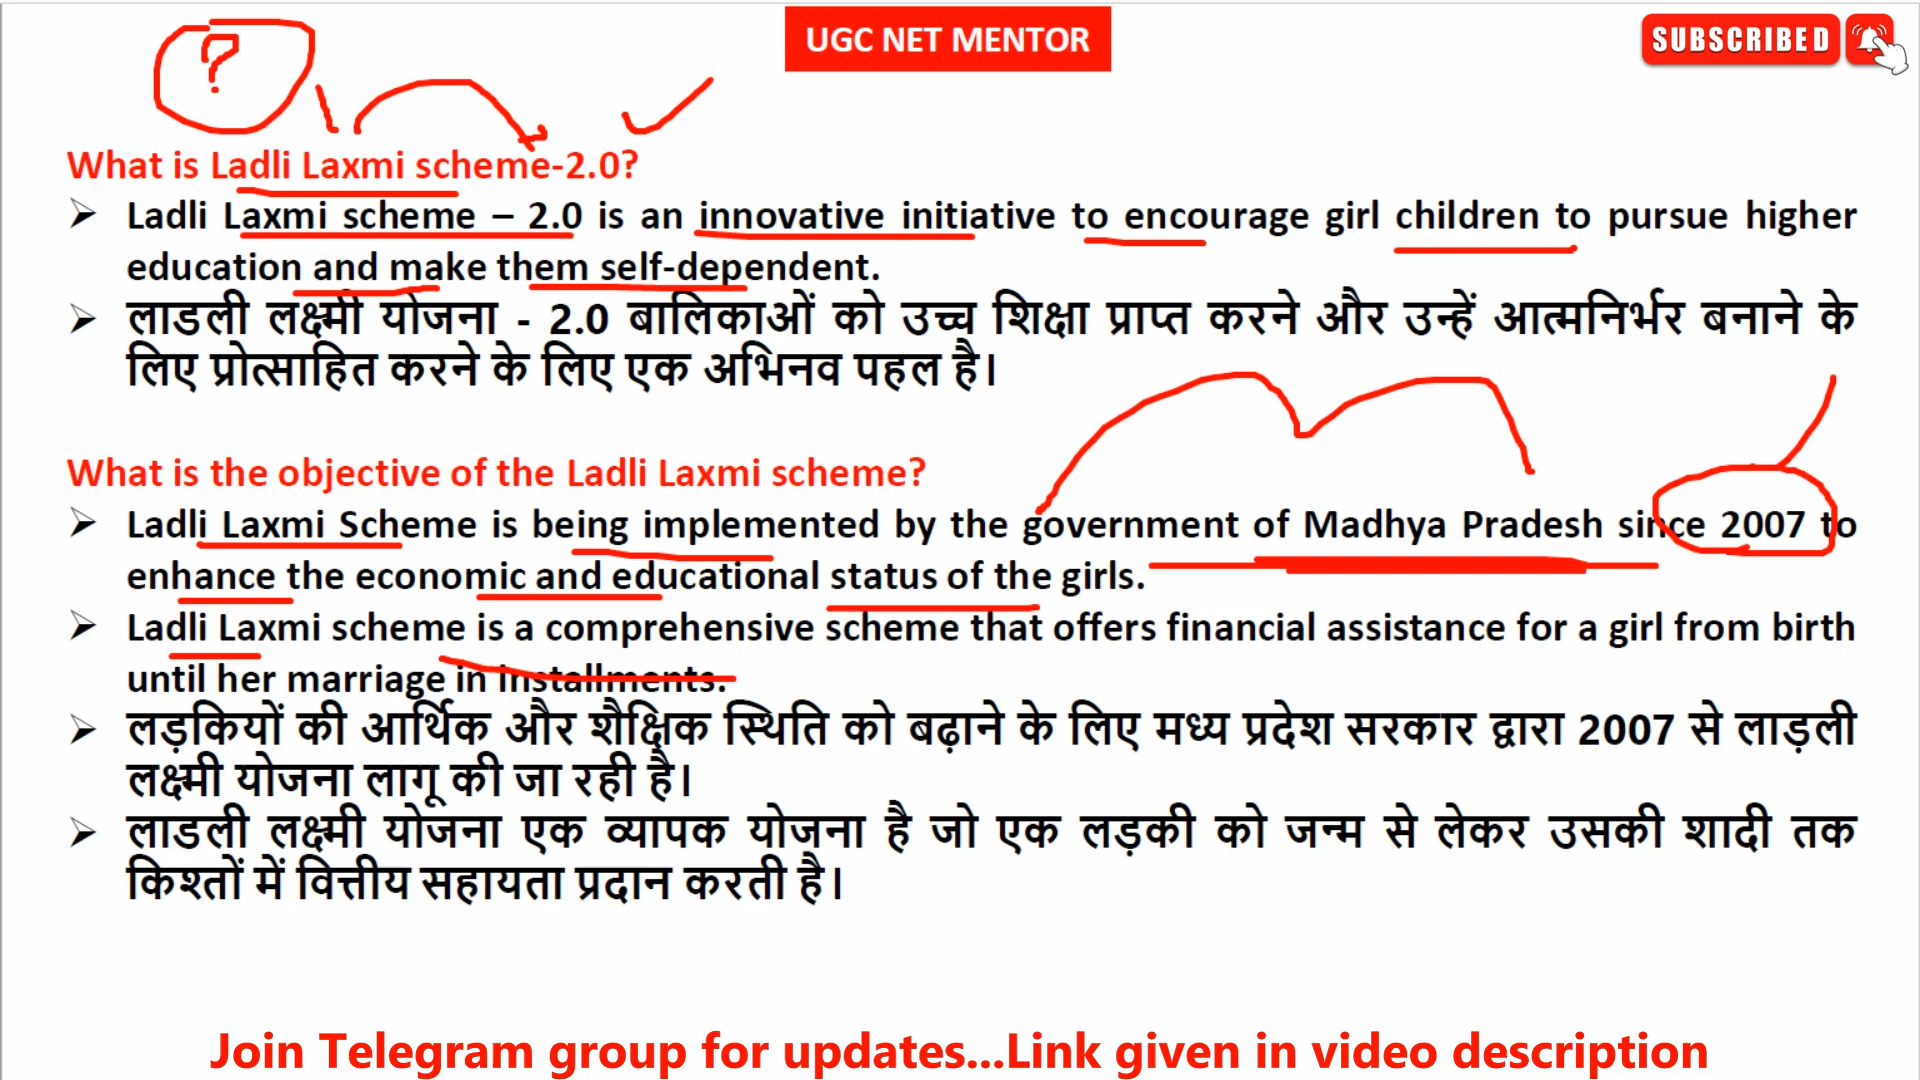 UGC NET MENTOR
SUBSCRIBED
?
What is Ladli Laxmi scheme-2.0?
➢ Ladli Laxmi scheme – 2.0 is an innovative initiative to encourage girl children to pursue higher
education and make them self-dependent.
➢ लाडली लक्ष्मी योजना - 2.0 बालिकाओं को उच्च शिक्षा प्राप्त करने और उन्हें आत्मनिर्भर बनाने के
लिए प्रोत्साहित करने के लिए एक अभिनव पहल है।
What is the objective of the Ladli Laxmi scheme?
➢ Ladli Laxmi Scheme is being implemented by the government of Madhya Pradesh since 2007 to
enhance the economic and educational status of the girls.
➢ Ladli Laxmi scheme is a comprehensive scheme that offers financial assistance for a girl from birth
until her marriage in installments.
➢ लड़कियों की आर्थिक और शैक्षिक स्थिति को बढ़ाने के लिए मध्य प्रदेश सरकार द्वारा 2007 से लाड़ली
लक्ष्मी योजना लागू की जा रही है।
➢ लाडली लक्ष्मी योजना एक व्यापक योजना है जो एक लड़की को जन्म से लेकर उसकी शादी तक
किश्तों में वित्तीय सहायता प्रदान करती है।
Join Telegram group for updates...Link given in video description